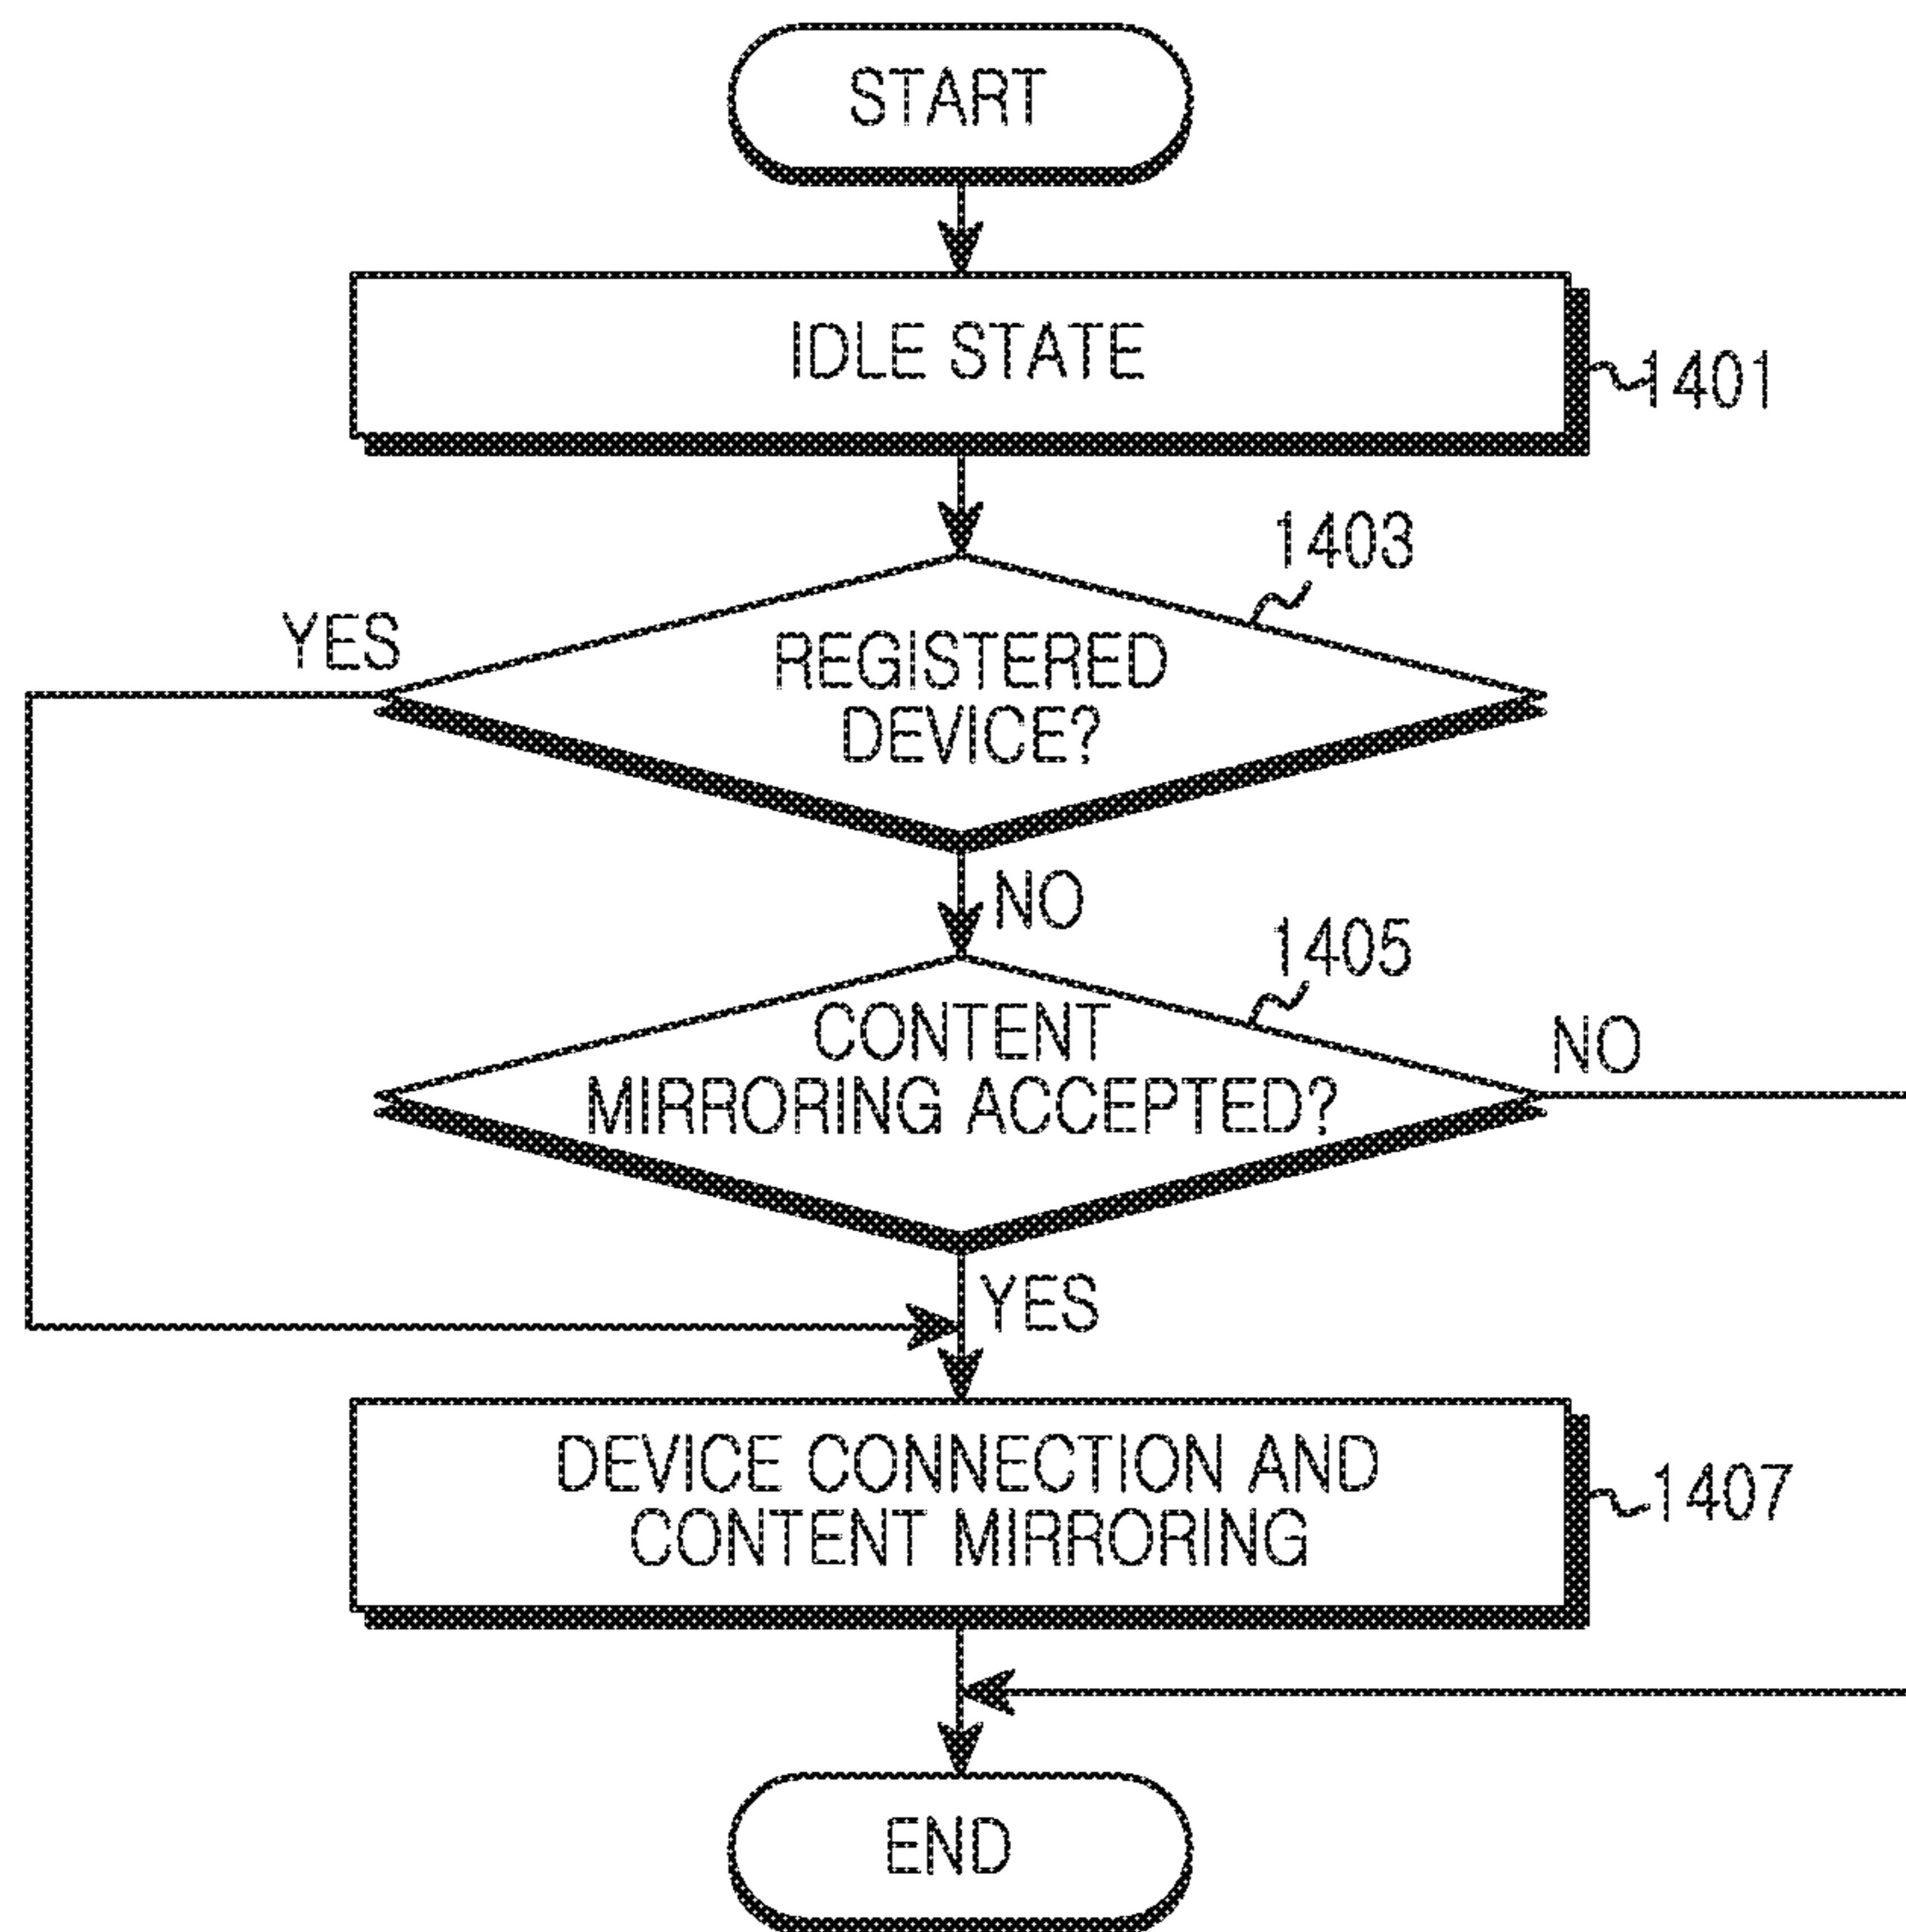 START
IDLE STATE
1401
1403
YES
REGISTERED
DEVICE?
NO
1405
CONTENT
MIRRORING ACCEPTED?
NO
YES
DEVICE CONNECTION AND
CONTENT MIRRORING
1407
END